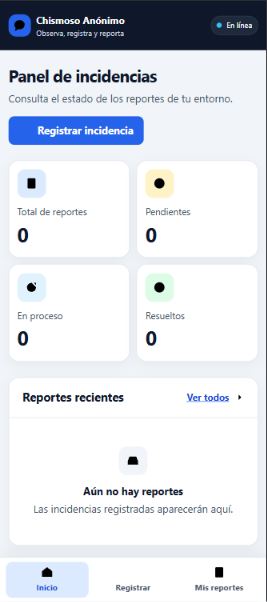 Chismoso Anónimo
Observa, registra y reporta
En línea
Panel de incidencias
Consulta el estado de los reportes de tu entorno.
Registrar incidencia
Total de reportes
0
Pendientes
0
En proceso
0
Resueltos
0
Reportes recientes
Ver todos
Aún no hay reportes
Las incidencias registradas aparecerán aquí.
Inicio
Registrar
Mis reportes